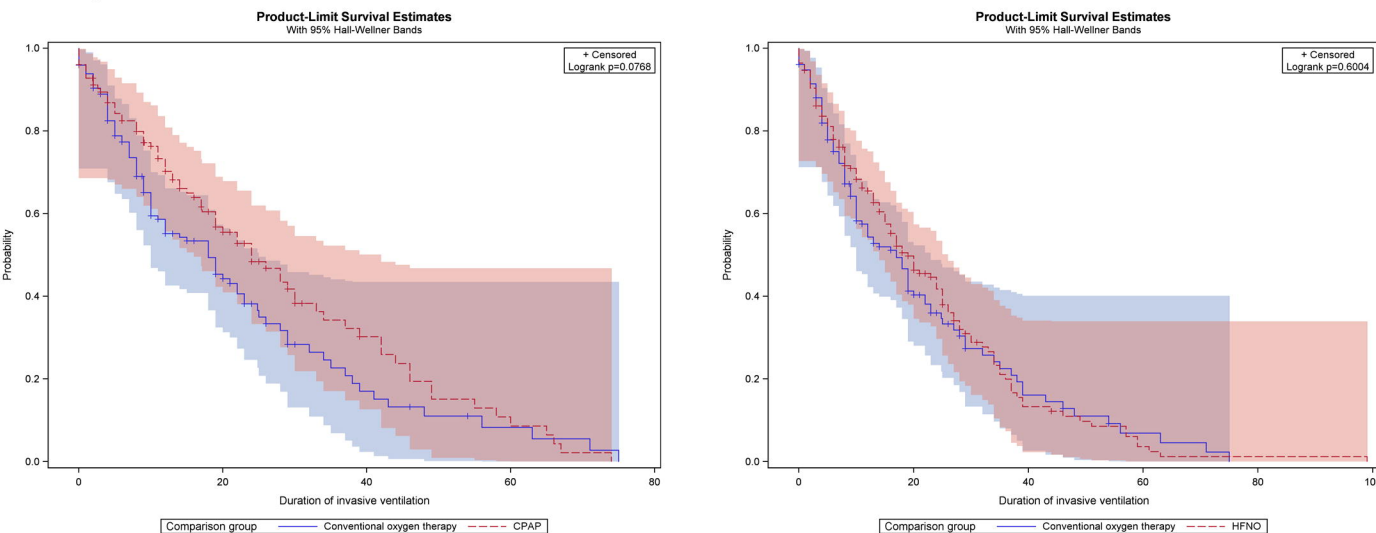 Product-Limit Survival Estimates
With 95% Hall-Wellner Bands
+ Censored
Logrank p=0.0768
1.0
0.8
0.6
0.4
0.2
0.0
Probability
0 20 40 60 80
Duration of invasive ventilation
Comparison group Conventional oxygen therapy CPAP
Product-Limit Survival Estimates
With 95% Hall-Wellner Bands
+ Censored
Logrank p=0.6004
1.0
0.8
0.6
0.4
0.2
0.0
Probability
0 20 40 60 80
Duration of invasive ventilation
Comparison group Conventional oxygen therapy HFNO